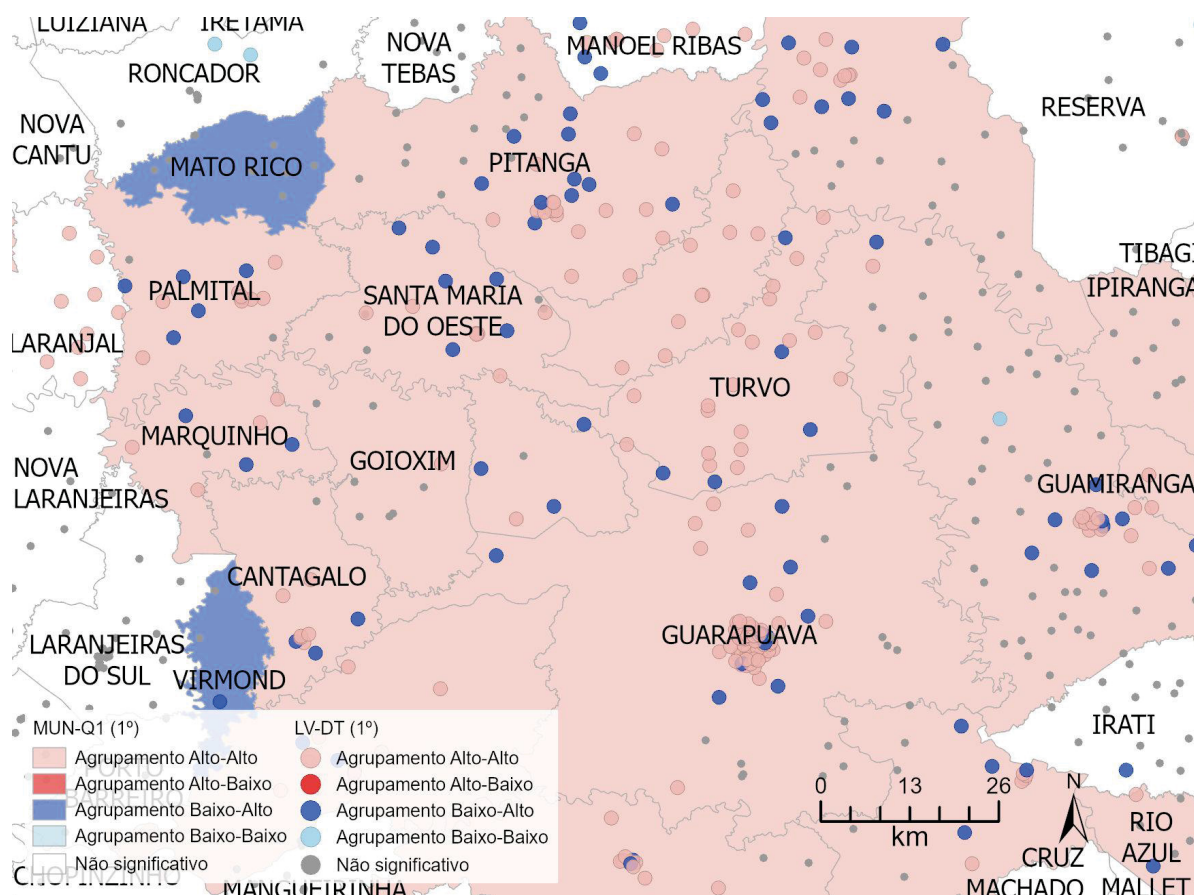 LUIZIANA
IRETAMA
NOVA
TEBAS
MANOEL RIBAS
RONCADOR
RESERVA
NOVA
CANTU
MATO RICO
PITANGA
TIBAGI
IPIRANGA
PALMITAL
SANTA MARIA
DO OESTE
LARANJAL
TURVO
MARQUINHO
GOIOXIM
NOVA
LARANJEIRAS
GUAMIRANGA
CANTAGALO
GUARAPUAVA
LARANJEIRAS
DO SUL
VIRMOND
IRATI
MUN-Q1 (1º)
Agrupamento Alto-Alto
Agrupamento Alto-Baixo
Agrupamento Baixo-Alto
Agrupamento Baixo-Baixo
Não significativo
LV-DT (1º)
Agrupamento Alto-Alto
Agrupamento Alto-Baixo
Agrupamento Baixo-Alto
Agrupamento Baixo-Baixo
Não significativo
PORTO
BARREIRO
0 13 26
km
N
RIO
AZUL
CRUZ
MACHADO
MALLET
CHOPINZINHO
MANGUEIRINHA